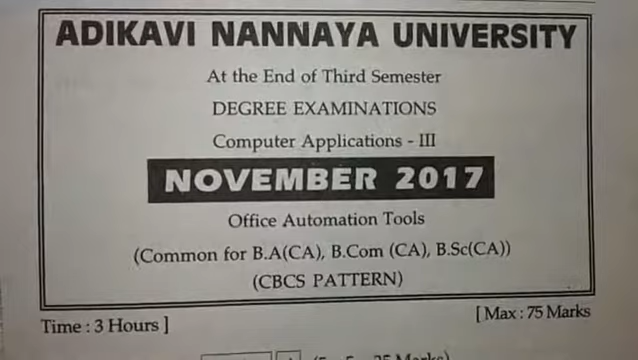 ADIKAVI NANNAYA UNIVERSITY
At the End of Third Semester
DEGREE EXAMINATIONS
Computer Applications - III
NOVEMBER 2017
Office Automation Tools
(Common for B.A(CA), B.Com (CA), B.Sc(CA))
(CBCS PATTERN)
Time : 3 Hours ] [ Max : 75 Marks